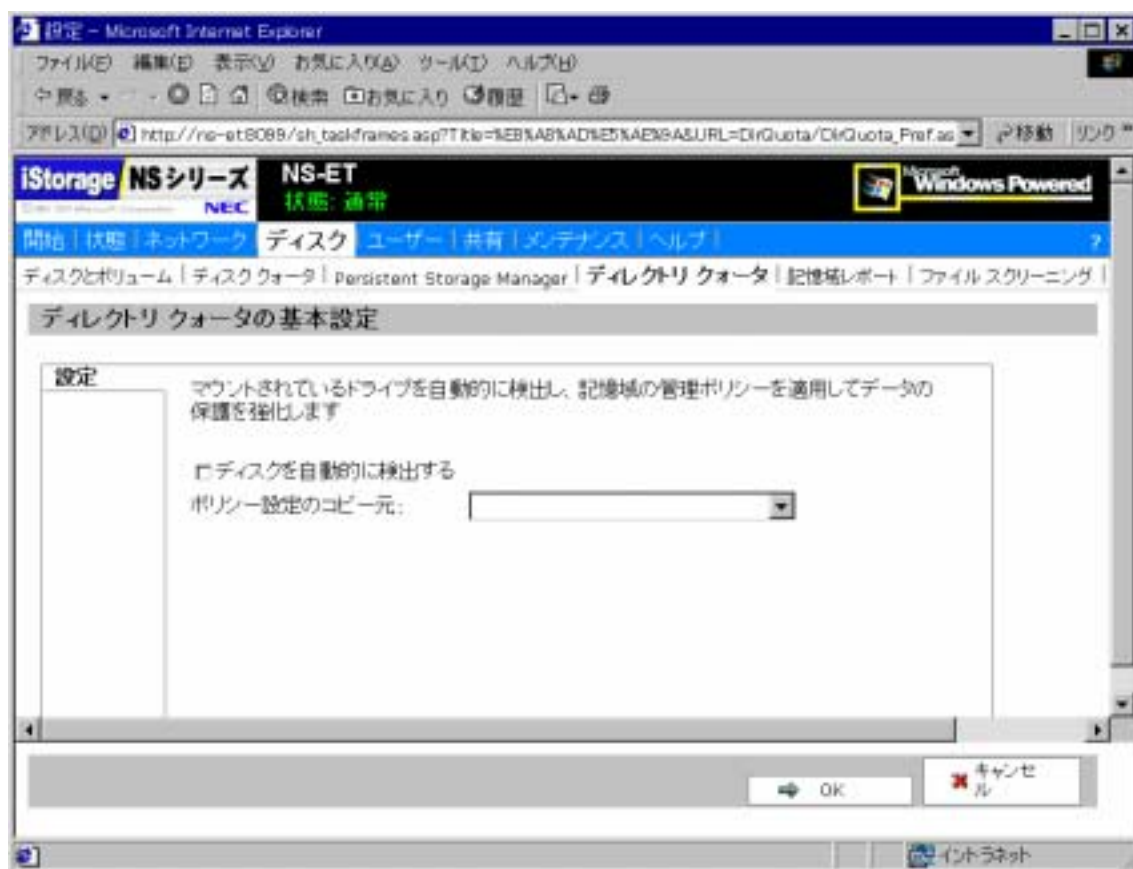 設定 - Microsoft Internet Explorer
ファイル(F) 編集(E) 表示(V) お気に入り(A) ツール(T) ヘルプ(H)
戻る 検索 お気に入り 履歴
アドレス(D) http://ns-et:8099/sh_taskframes.asp?Title=%E8%A8%AD%E5%AE%9A&URL=DirQuota/DirQuota_Pref.as 移動 リンク »
iStorage NSシリーズ NS-ET Microsoft Windows Powered
NEC 状態: 通常
開始 | 状態 | ネットワーク | ディスク | ユーザー | 共有 | メンテナンス | ヘルプ | ?
ディスクとボリューム | ディスク クォータ | Persistent Storage Manager | ディレクトリ クォータ | 記憶域レポート | ファイル スクリーニング |
ディレクトリ クォータの基本設定
設定
マウントされているドライブを自動的に検出し、記憶域の管理ポリシーを適用してデータの
保護を強化します
ディスクを自動的に検出する
ポリシー設定のコピー元:
OK
キャンセ
ル
イントラネット